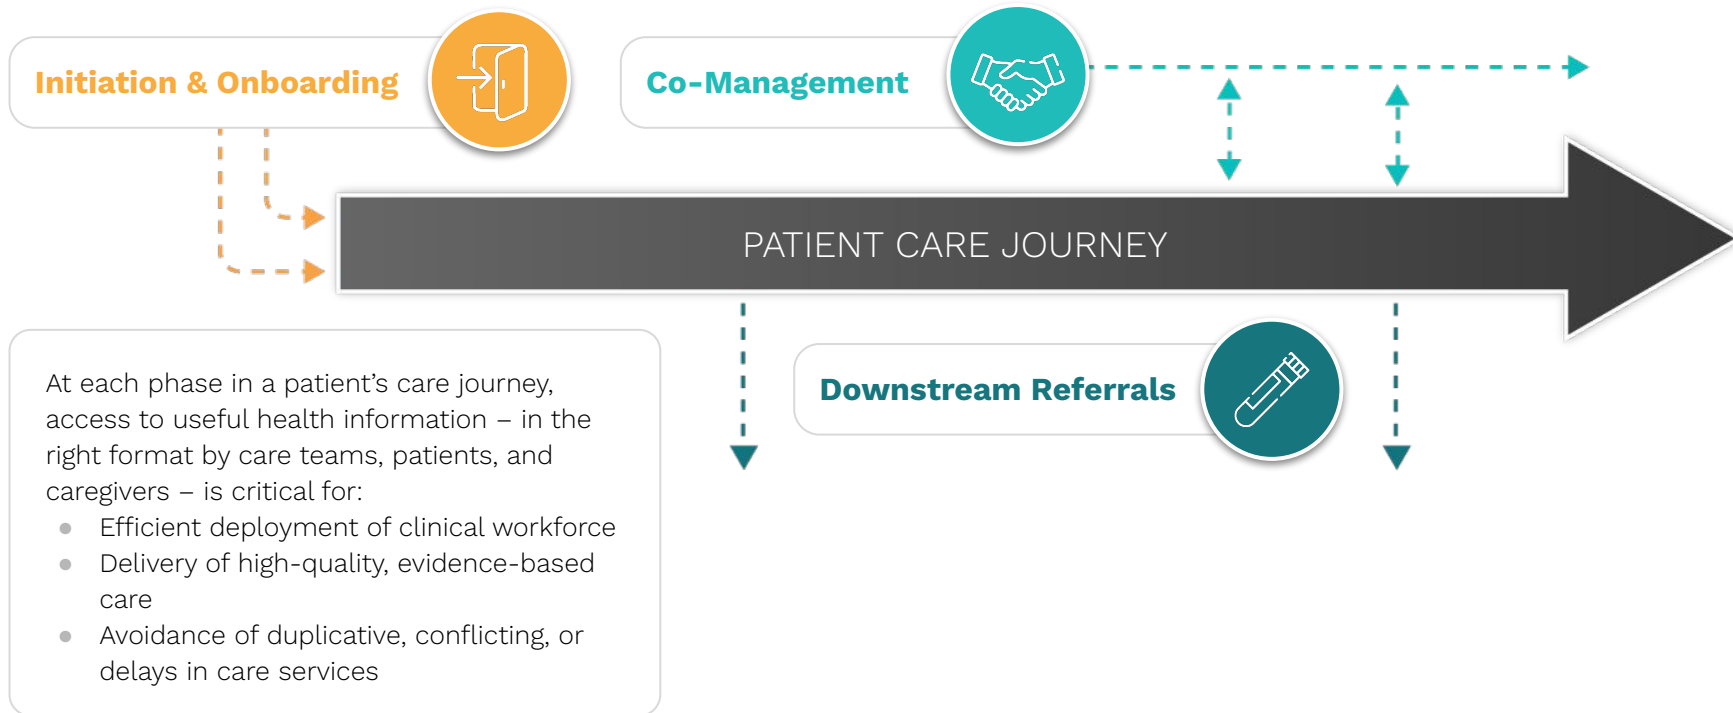 Initiation & Onboarding
Co-Management
PATIENT CARE JOURNEY
Downstream Referrals
At each phase in a patient’s care journey,
access to useful health information – in the
right format by care teams, patients, and
caregivers – is critical for:
● Efficient deployment of clinical workforce
● Delivery of high-quality, evidence-based
care
● Avoidance of duplicative, conflicting, or
delays in care services